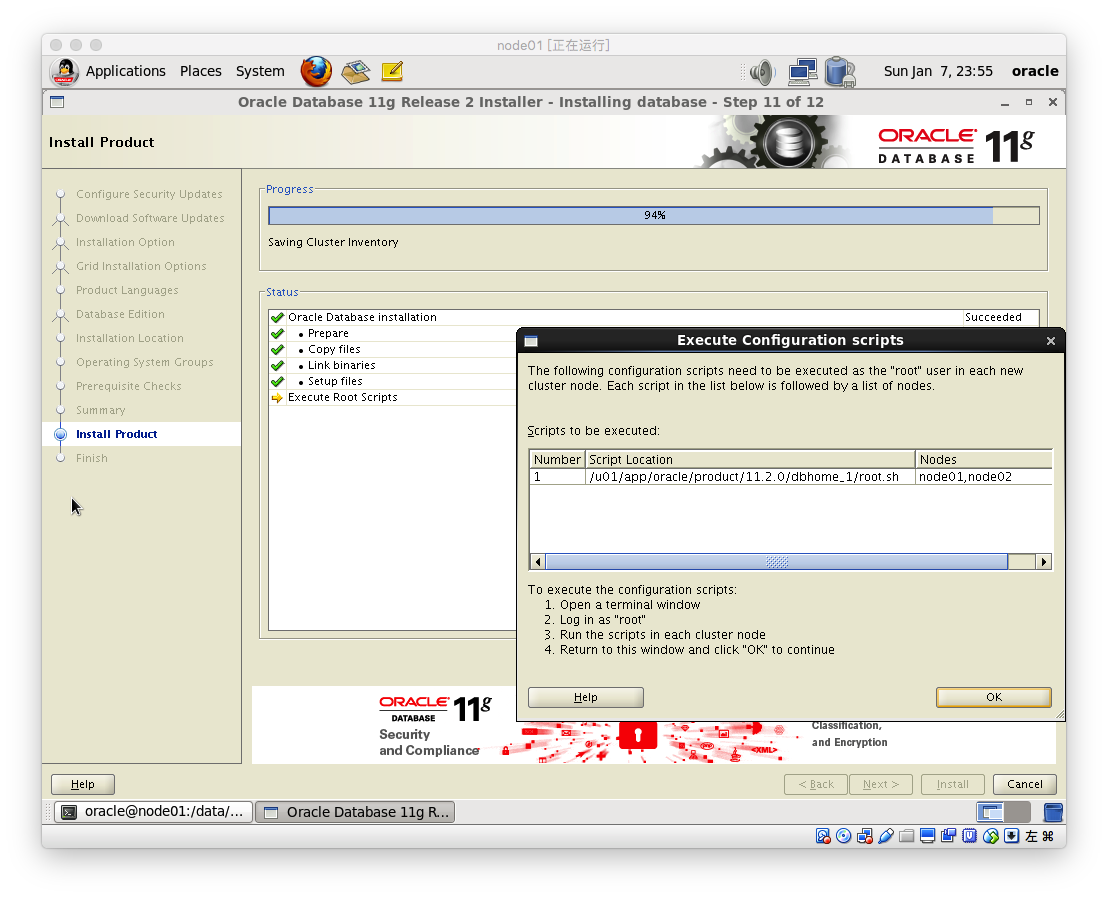 node01 [正在运行]
Applications Places System
Sun Jan 7, 23:55 oracle
Oracle Database 11g Release 2 Installer - Installing database - Step 11 of 12
Install Product
ORACLE
DATABASE
11g
Configure Security Updates
Download Software Updates
Installation Option
Grid Installation Options
Product Languages
Database Edition
Installation Location
Operating System Groups
Prerequisite Checks
Summary
Install Product
Finish
Progress
94%
Saving Cluster Inventory
Status
Oracle Database installation Succeeded
• Prepare
• Copy files
• Link binaries
• Setup files
Execute Root Scripts
Execute Configuration scripts
The following configuration scripts need to be executed as the "root" user in each new
cluster node. Each script in the list below is followed by a list of nodes.
Scripts to be executed:
Number Script Location Nodes
1 /u01/app/oracle/product/11.2.0/dbhome_1/root.sh node01,node02
To execute the configuration scripts:
1. Open a terminal window
2. Log in as "root"
3. Run the scripts in each cluster node
4. Return to this window and click "OK" to continue
Help OK
ORACLE
DATABASE
11g
Security
and Compliance
<XML>
Classification,
and Encryption
Help < Back Next > Install Cancel
oracle@node01:/data/... Oracle Database 11g R...
左 ⌘